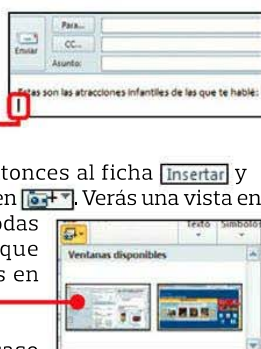 Para...
Enviar
CC...
Asunto:
Estas son las atracciones infantiles de las que te hablé:
tonces al ficha Insertar y
en . Verás una vista en
odas
que
s en
Texto Símbolos
Ventanas disponibles